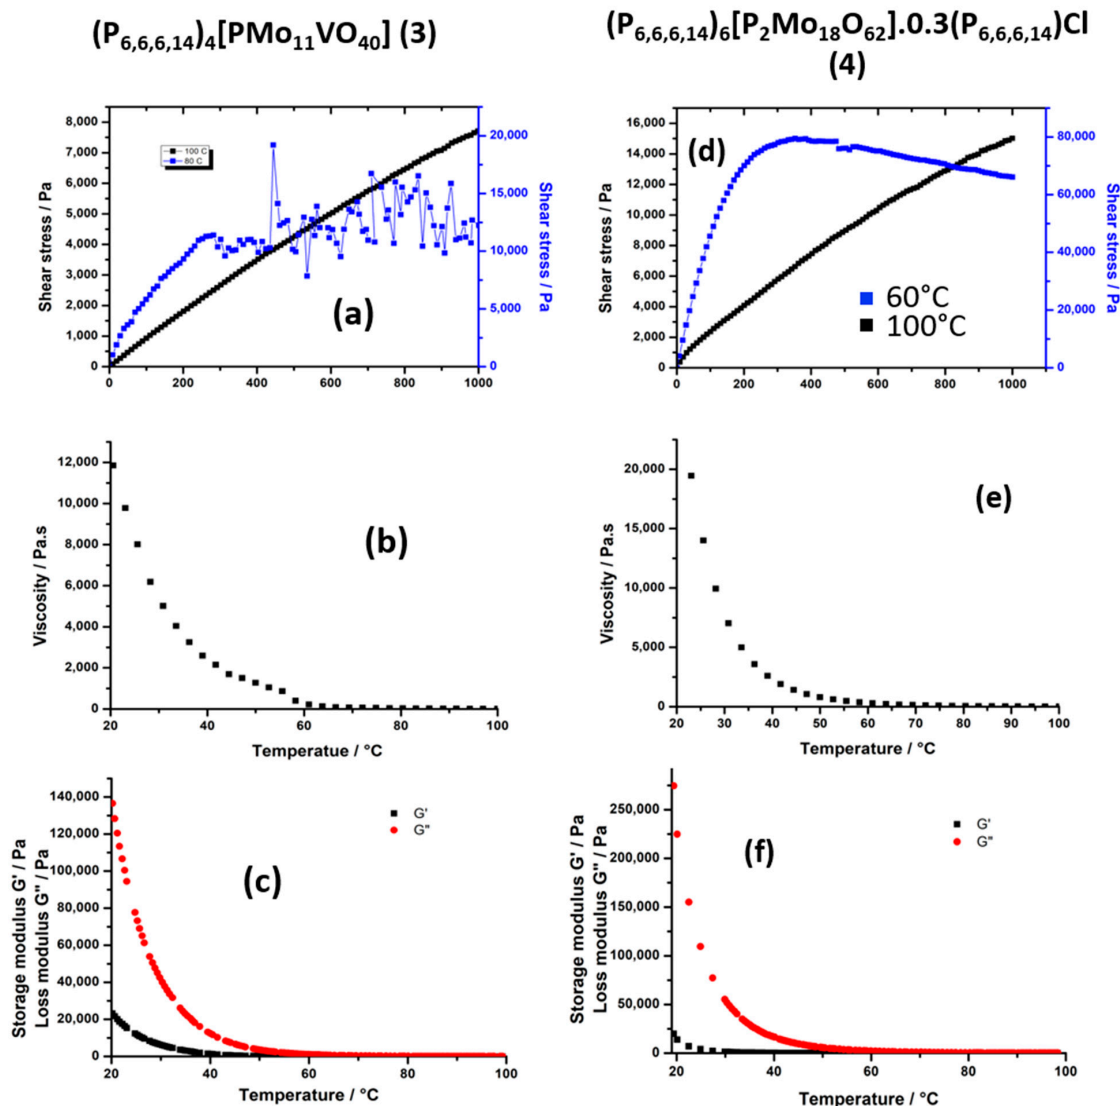 (P6,6,6,14)4[PMo11VO40] (3)
(P6,6,6,14)6[P2Mo18O62].0.3(P6,6,6,14)Cl
(4)
Shear stress / Pa
8,000
7,000
6,000
5,000
4,000
3,000
2,000
1,000
0
100 C
80 C
(a)
0 200 400 600 800 1000
20,000
15,000
10,000
5,000
0
Shear stress / Pa
Shear stress / Pa
16,000
14,000
12,000
10,000
8,000
6,000
4,000
2,000
0
(d)
60°C
100°C
0 200 400 600 800 1000
80,000
60,000
40,000
20,000
0
Shear stress / Pa
Viscosity / Pa.s
12,000
10,000
8,000
6,000
4,000
2,000
0
(b)
20 40 60 80 100
Temperatue / °C
Viscosity / Pa.s
20,000
15,000
10,000
5,000
0
(e)
20 30 40 50 60 70 80 90 100
Temperature / °C
Storage modulus G' / Pa
Loss modulus G'' / Pa
140,000
120,000
100,000
80,000
60,000
40,000
20,000
0
G'
G''
(c)
20 40 60 80 100
Temperature / °C
Storage modulus G' / Pa
Loss modulus G'' / Pa
250,000
200,000
150,000
100,000
50,000
0
G'
G''
(f)
20 40 60 80 100
Temperature / °C